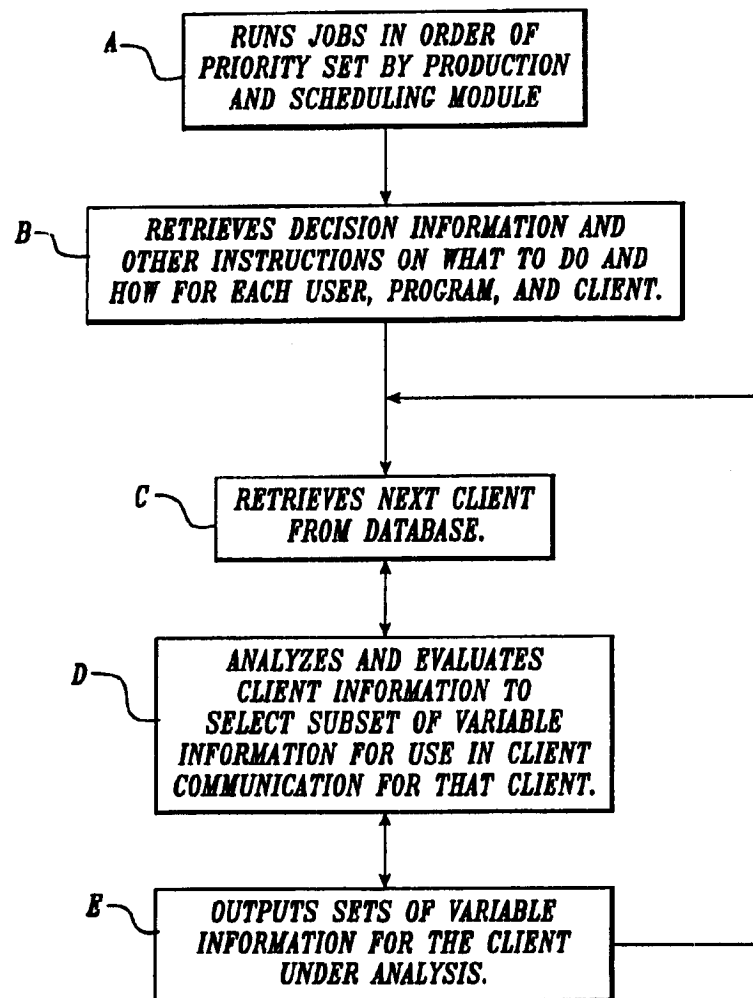 A
RUNS JOBS IN ORDER OF
PRIORITY SET BY PRODUCTION
AND SCHEDULING MODULE
B
RETRIEVES DECISION INFORMATION AND
OTHER INSTRUCTIONS ON WHAT TO DO AND
HOW FOR EACH USER, PROGRAM, AND CLIENT.
C
RETRIEVES NEXT CLIENT
FROM DATABASE.
D
ANALYZES AND EVALUATES
CLIENT INFORMATION TO
SELECT SUBSET OF VARIABLE
INFORMATION FOR USE IN CLIENT
COMMUNICATION FOR THAT CLIENT.
E
OUTPUTS SETS OF VARIABLE
INFORMATION FOR THE CLIENT
UNDER ANALYSIS.